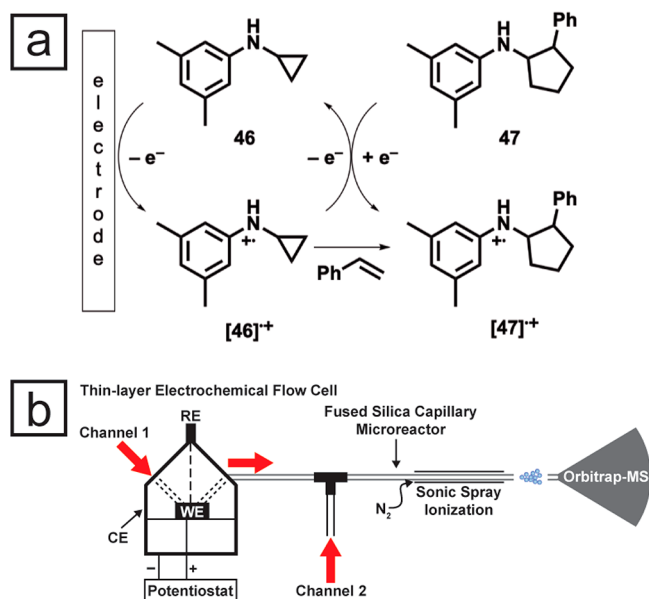 a
electrode
H
N
46
Ph
H
N
47
– e⁻
– e⁻
+ e⁻
H
N
+·
Ph
Ph
H
N
+·
[46]·+
[47]·+
b
Thin-layer Electrochemical Flow Cell
RE
Channel 1
Fused Silica Capillary
Microreactor
Orbitrap-MS
WE
N₂
Sonic Spray
Ionization
CE
– +
Potentiostat
Channel 2